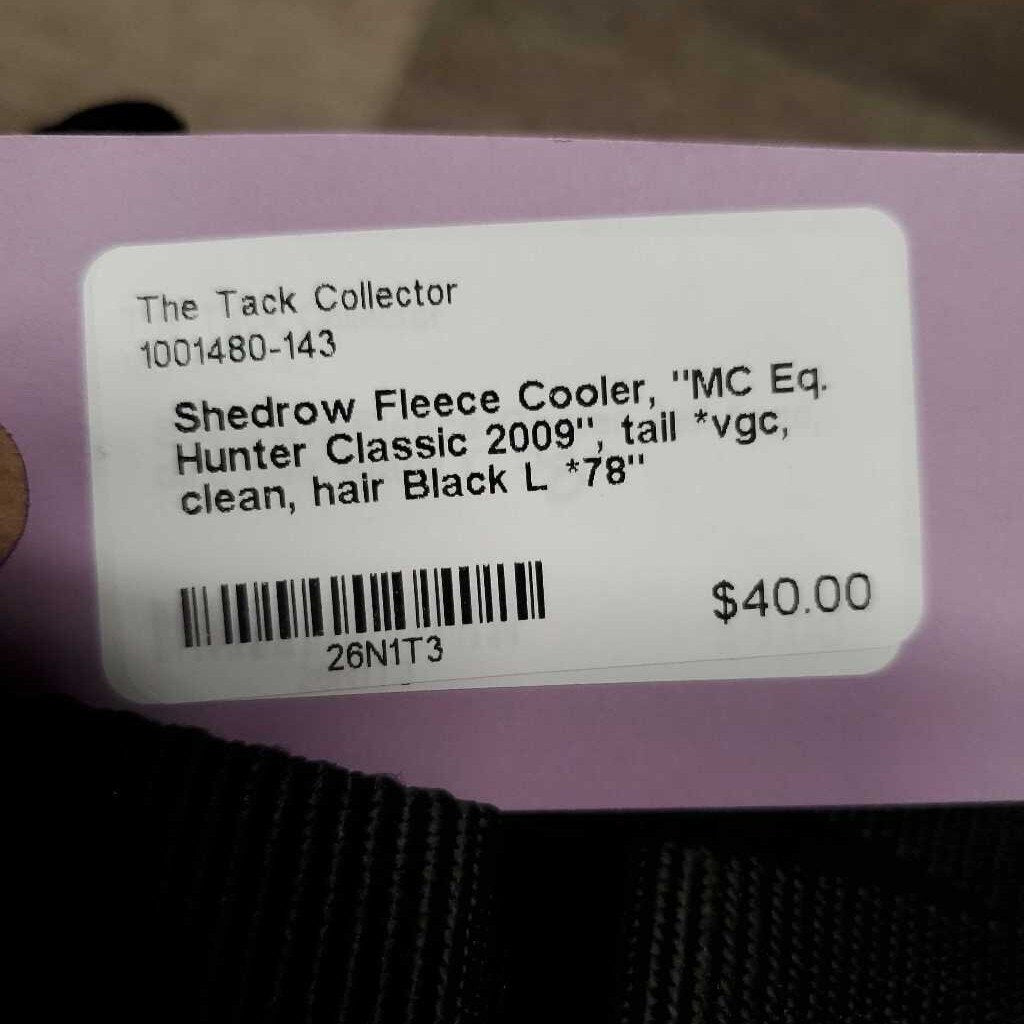 The Tack Collector
1001480-143
Shedrow Fleece Cooler, "MC Eq.
Hunter Classic 2009", tail *vgc,
clean, hair Black L *78"
26N1T3
$40.00